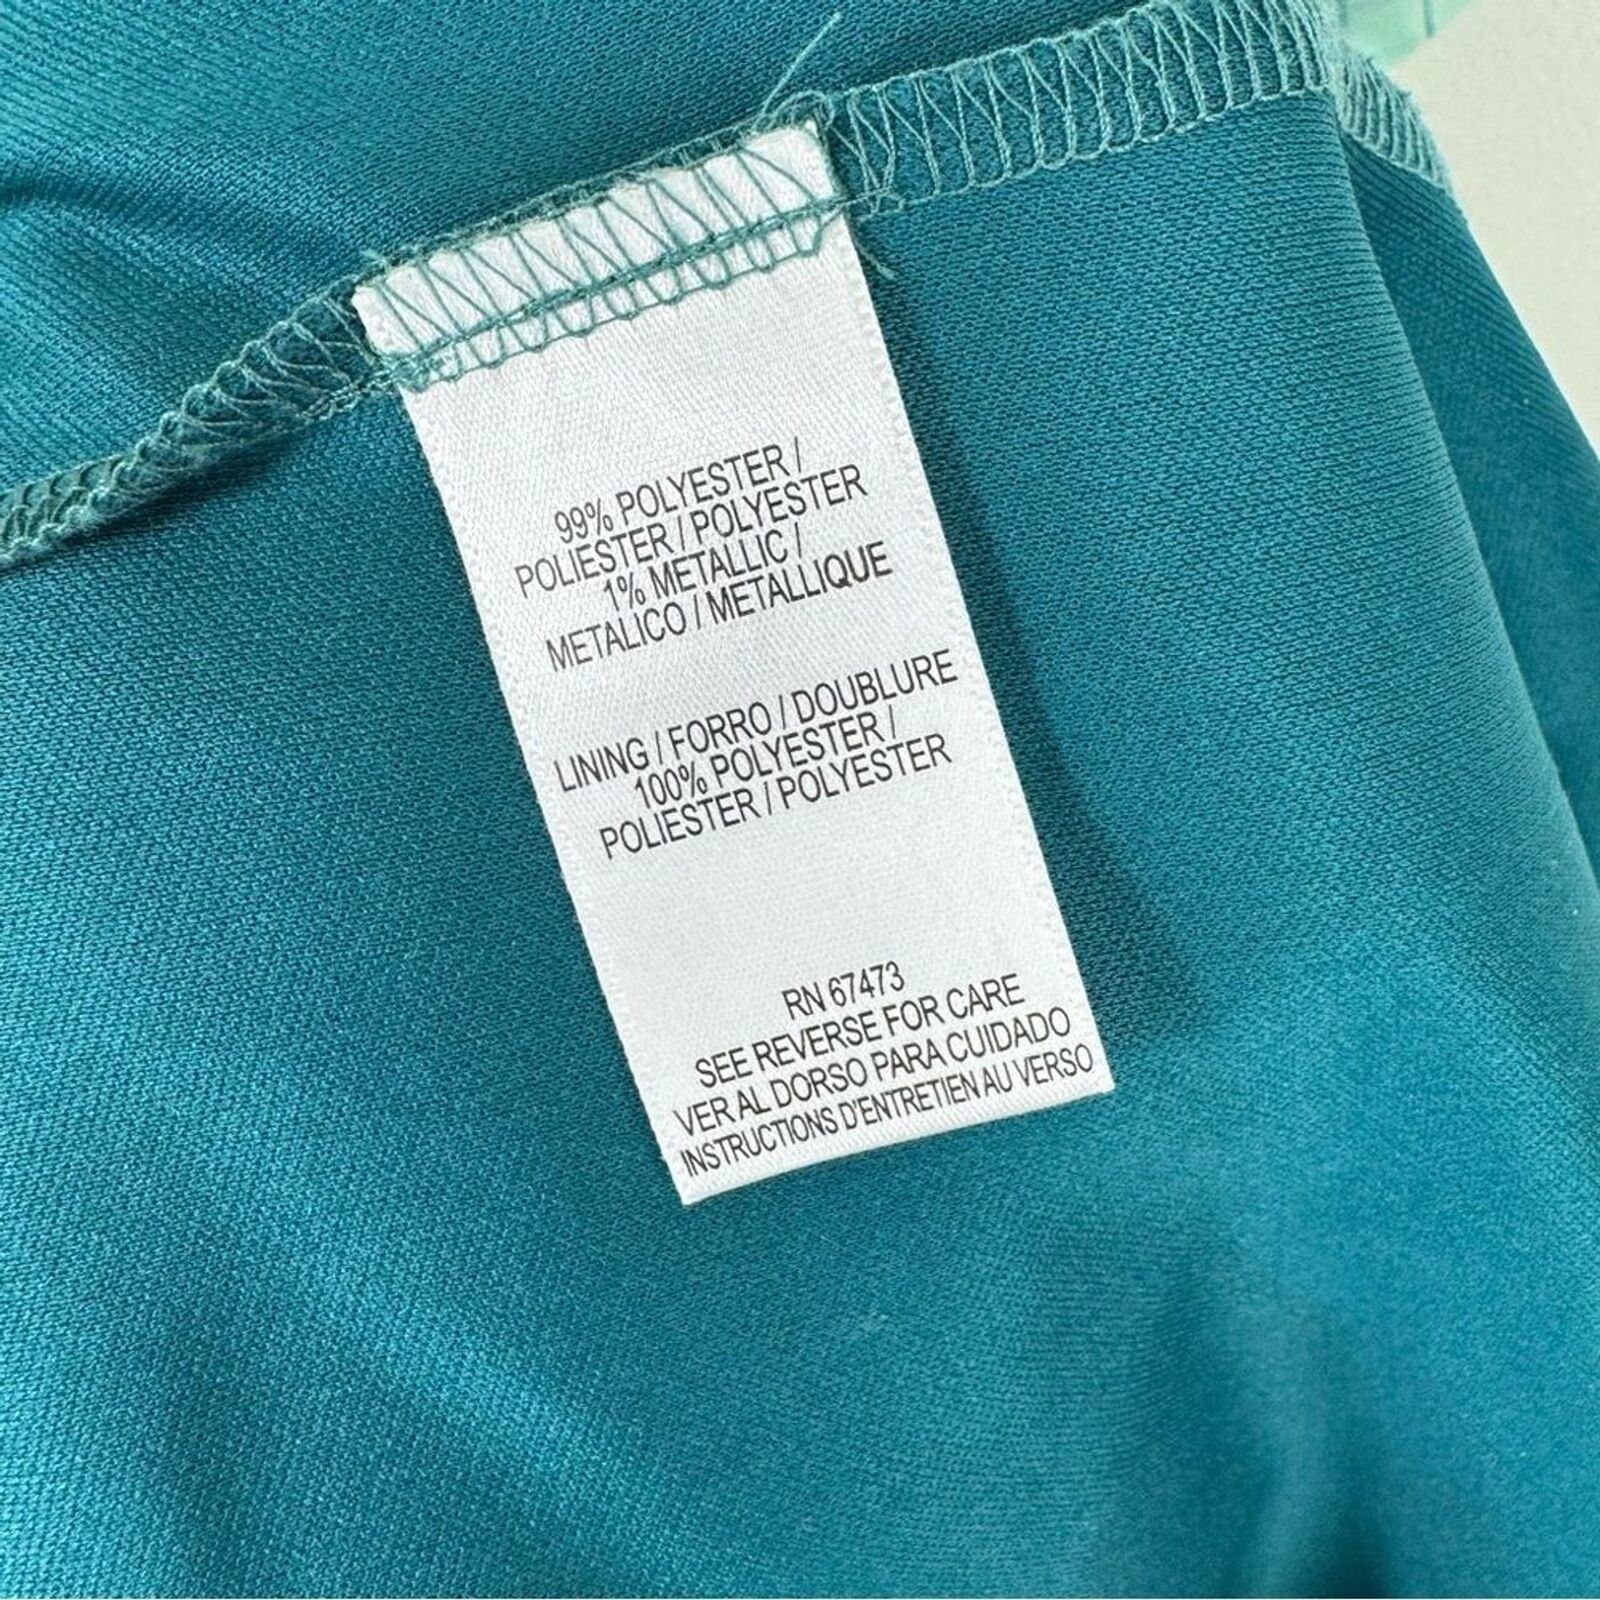 99% POLYESTER /
POLIESTER / POLYESTER
1% METALLIC /
METALICO / METALLIQUE
LINING / FORRO / DOUBLURE
100% POLYESTER /
POLIESTER / POLYESTER
RN 67473
SEE REVERSE FOR CARE
VER AL DORSO PARA CUIDADO
INSTRUCTIONS D'ENTRETIEN AU VERSO